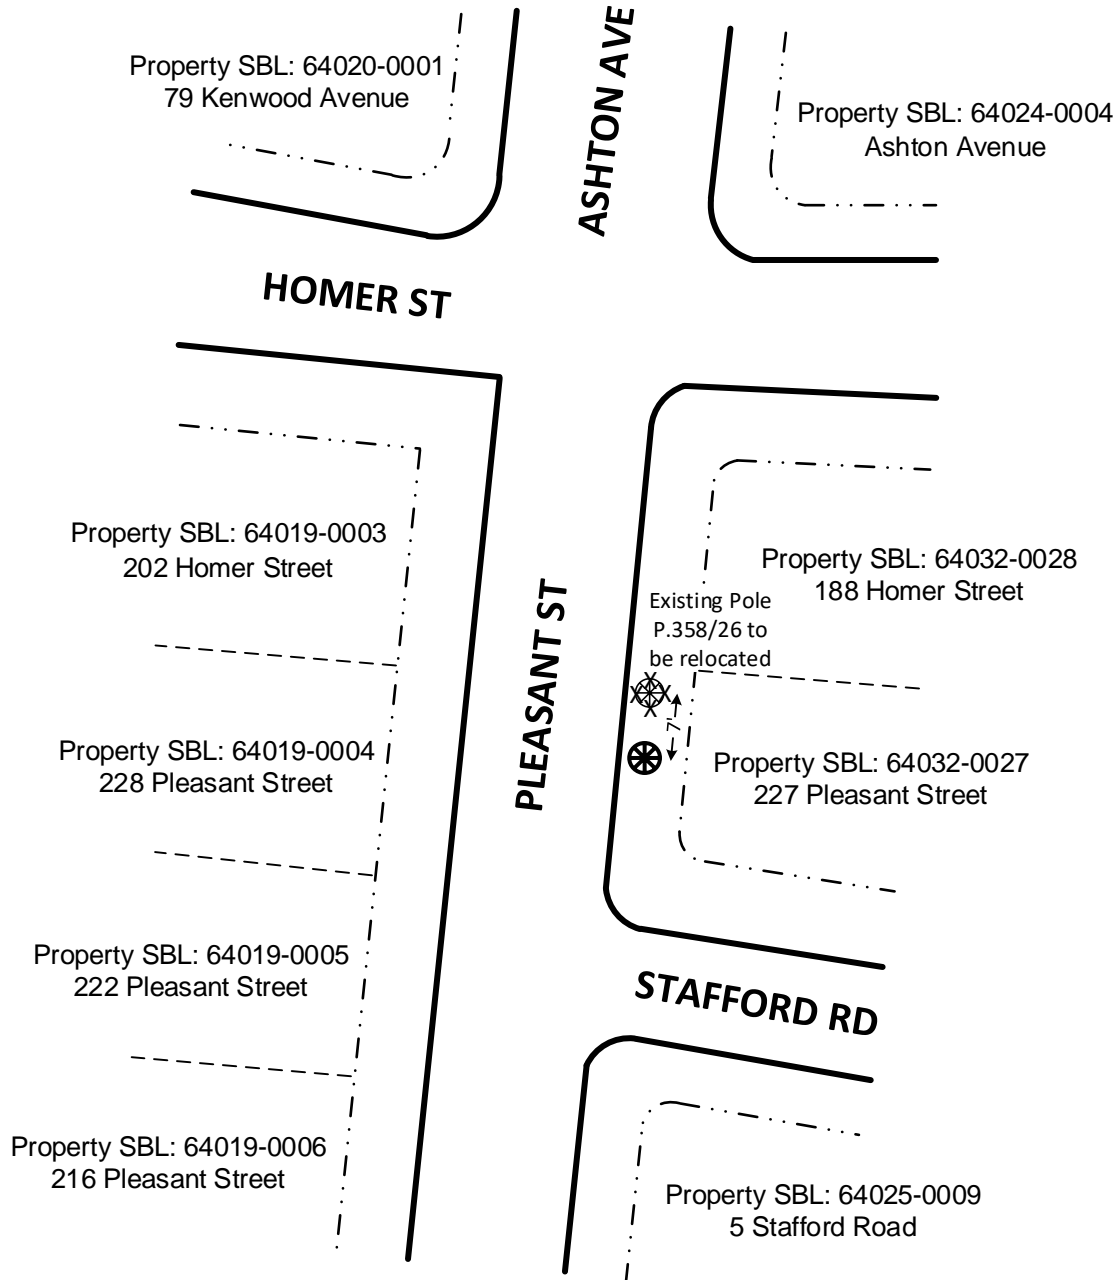 ASHTON AVE
Property SBL: 64020-0001
79 Kenwood Avenue
Property SBL: 64024-0004
Ashton Avenue
HOMER ST
Property SBL: 64019-0003
202 Homer Street
Property SBL: 64032-0028
188 Homer Street
Existing Pole
P.358/26 to
be relocated
X
X X
X
7'
PLEASANT ST
Property SBL: 64019-0004
228 Pleasant Street
Property SBL: 64032-0027
227 Pleasant Street
Property SBL: 64019-0005
222 Pleasant Street
STAFFORD RD
Property SBL: 64019-0006
216 Pleasant Street
Property SBL: 64025-0009
5 Stafford Road